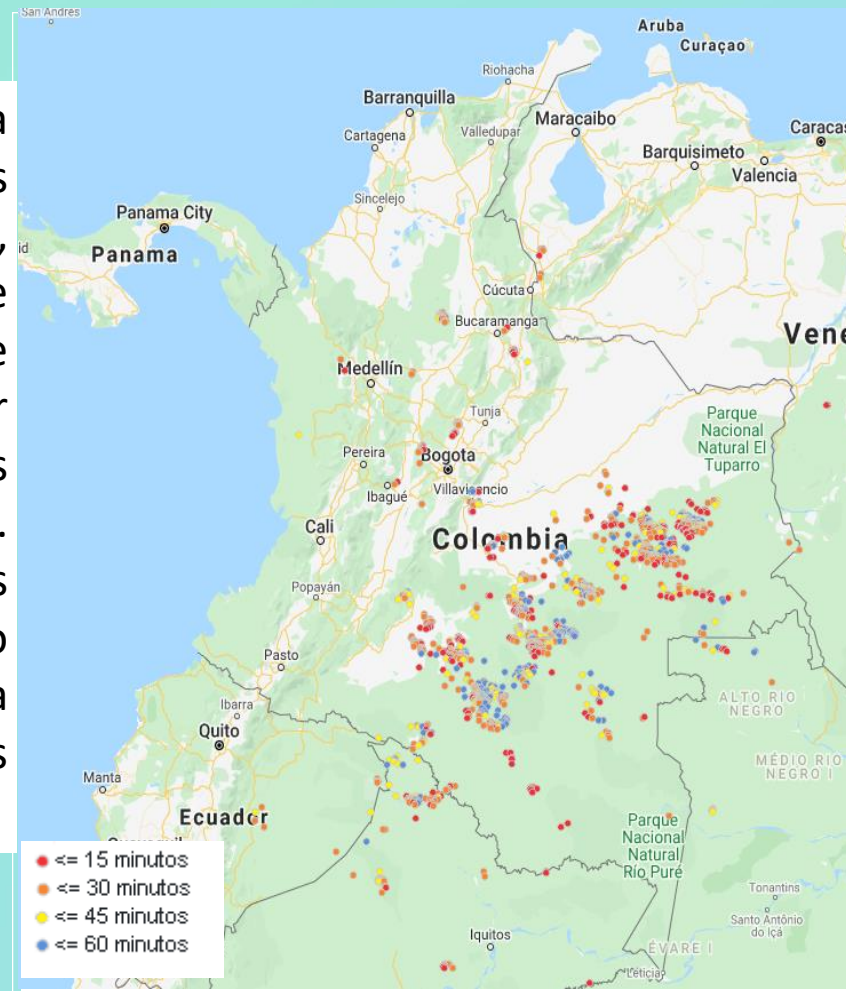 San Andres
Aruba
Curaçao
Riohacha
Barranquilla
Maracaibo
Caracas
Cartagena
Valledupar
Barquisimeto
Valencia
Sincelejo
Panama City
Panama
Cúcuta
Bucaramanga
Medellín
Tunja
Parque
Nacional
Natural El
Tuparro
Pereira
Bogota
Ibagué
Villavicencio
Cali
Colombia
Popayán
Pasto
Ibarra
ALTO RIO
NEGRO
Quito
MÉDIO RIO
NEGRO I
Manta
Ecuador
Parque
Nacional
Natural
Río Puré
Tonantins
Santo Antônio
do Içá
Iquitos
ÉVARE I
Leticia
a
s
,
e
e
r
s
.
s
o
a
s
<= 15 minutos
<= 30 minutos
<= 45 minutos
<= 60 minutos